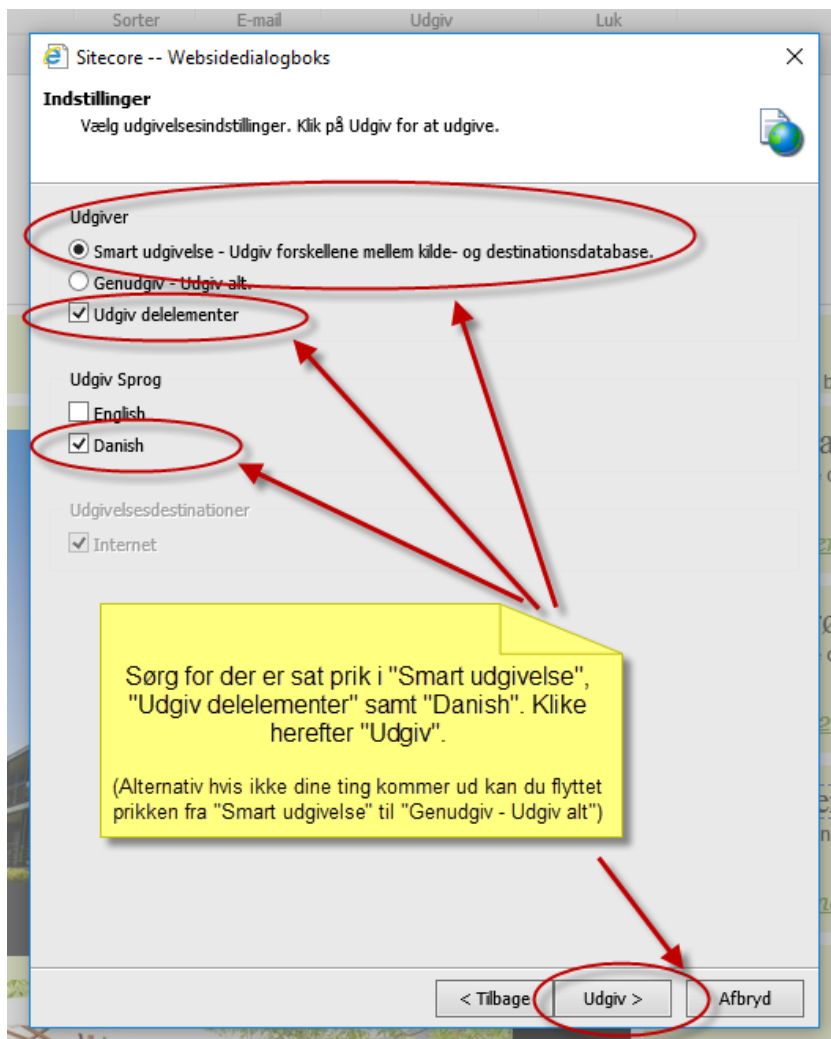 Sorter E-mail Udgiv Luk
Sitecore -- Websidedialogboks
Indstillinger
Vælg udgivelsesindstillinger. Klik på Udgiv for at udgive.
Udgiver
Smart udgivelse - Udgiv forskellene mellem kilde- og destinationsdatabase.
Genudgiv - Udgiv alt.
Udgiv delelementer
Udgiv Sprog
English
Danish
Udgivelsesdestinationer
Internet
Sørg for der er sat prik i "Smart udgivelse",
"Udgiv delelementer" samt "Danish". Klike
herefter "Udgiv".
(Alternativ hvis ikke dine ting kommer ud kan du flyttet
prikken fra "Smart udgivelse" til "Genudgiv - Udgiv alt")
< Tilbage Udgiv > Afbryd